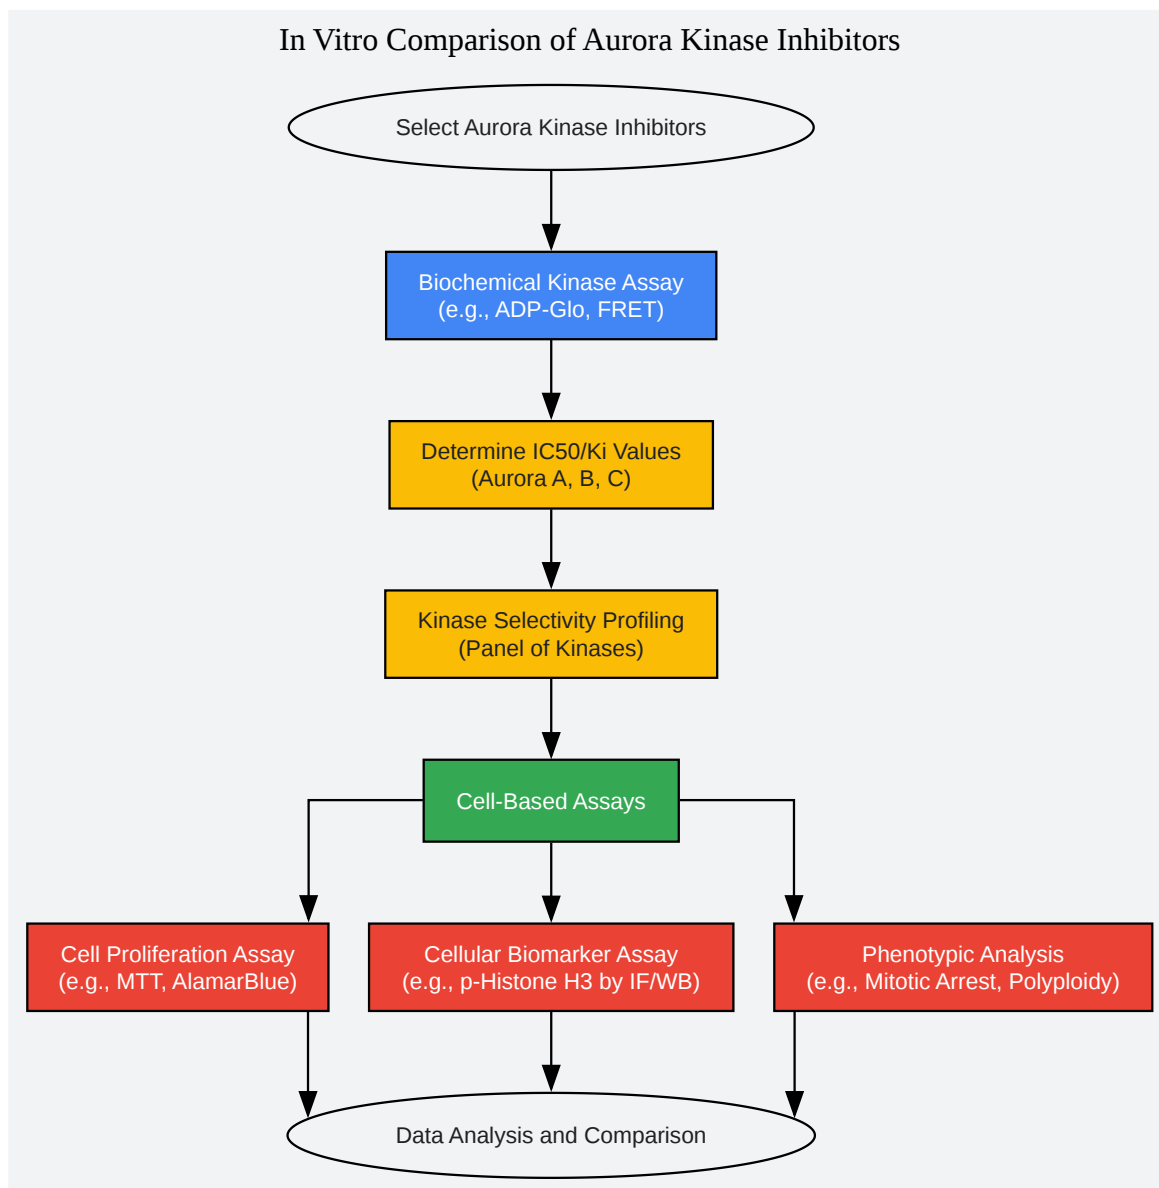 In Vitro Comparison of Aurora Kinase Inhibitors
Select Aurora Kinase Inhibitors
Biochemical Kinase Assay
(e.g., ADP-Glo, FRET)
Determine IC50/Ki Values
(Aurora A, B, C)
Kinase Selectivity Profiling
(Panel of Kinases)
Cell-Based Assays
Cell Proliferation Assay
(e.g., MTT, AlamarBlue)
Cellular Biomarker Assay
(e.g., p-Histone H3 by IF/WB)
Phenotypic Analysis
(e.g., Mitotic Arrest, Polyploidy)
Data Analysis and Comparison